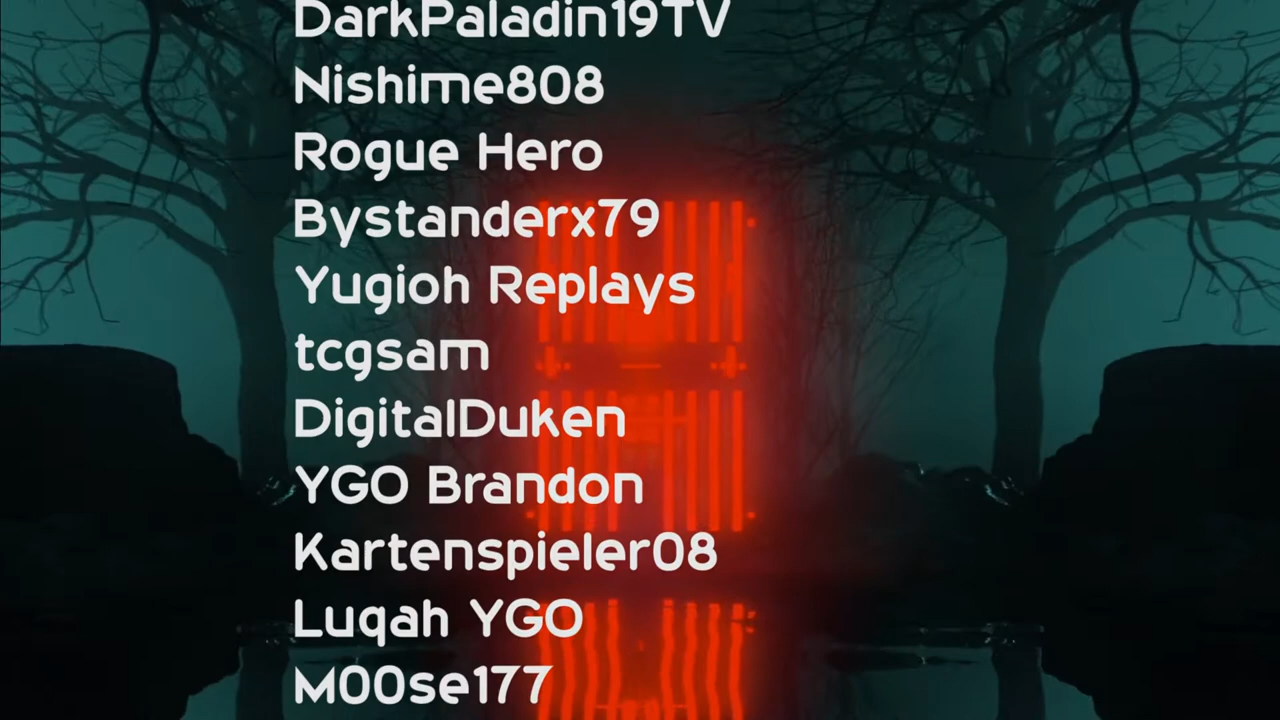 DarkPaladin19TV
Nishime808
Rogue Hero
Bystanderx79
Yugioh Replays
tcgsam
DigitalDuken
YGO Brandon
Kartenspieler08
Luqah YGO
M00se177